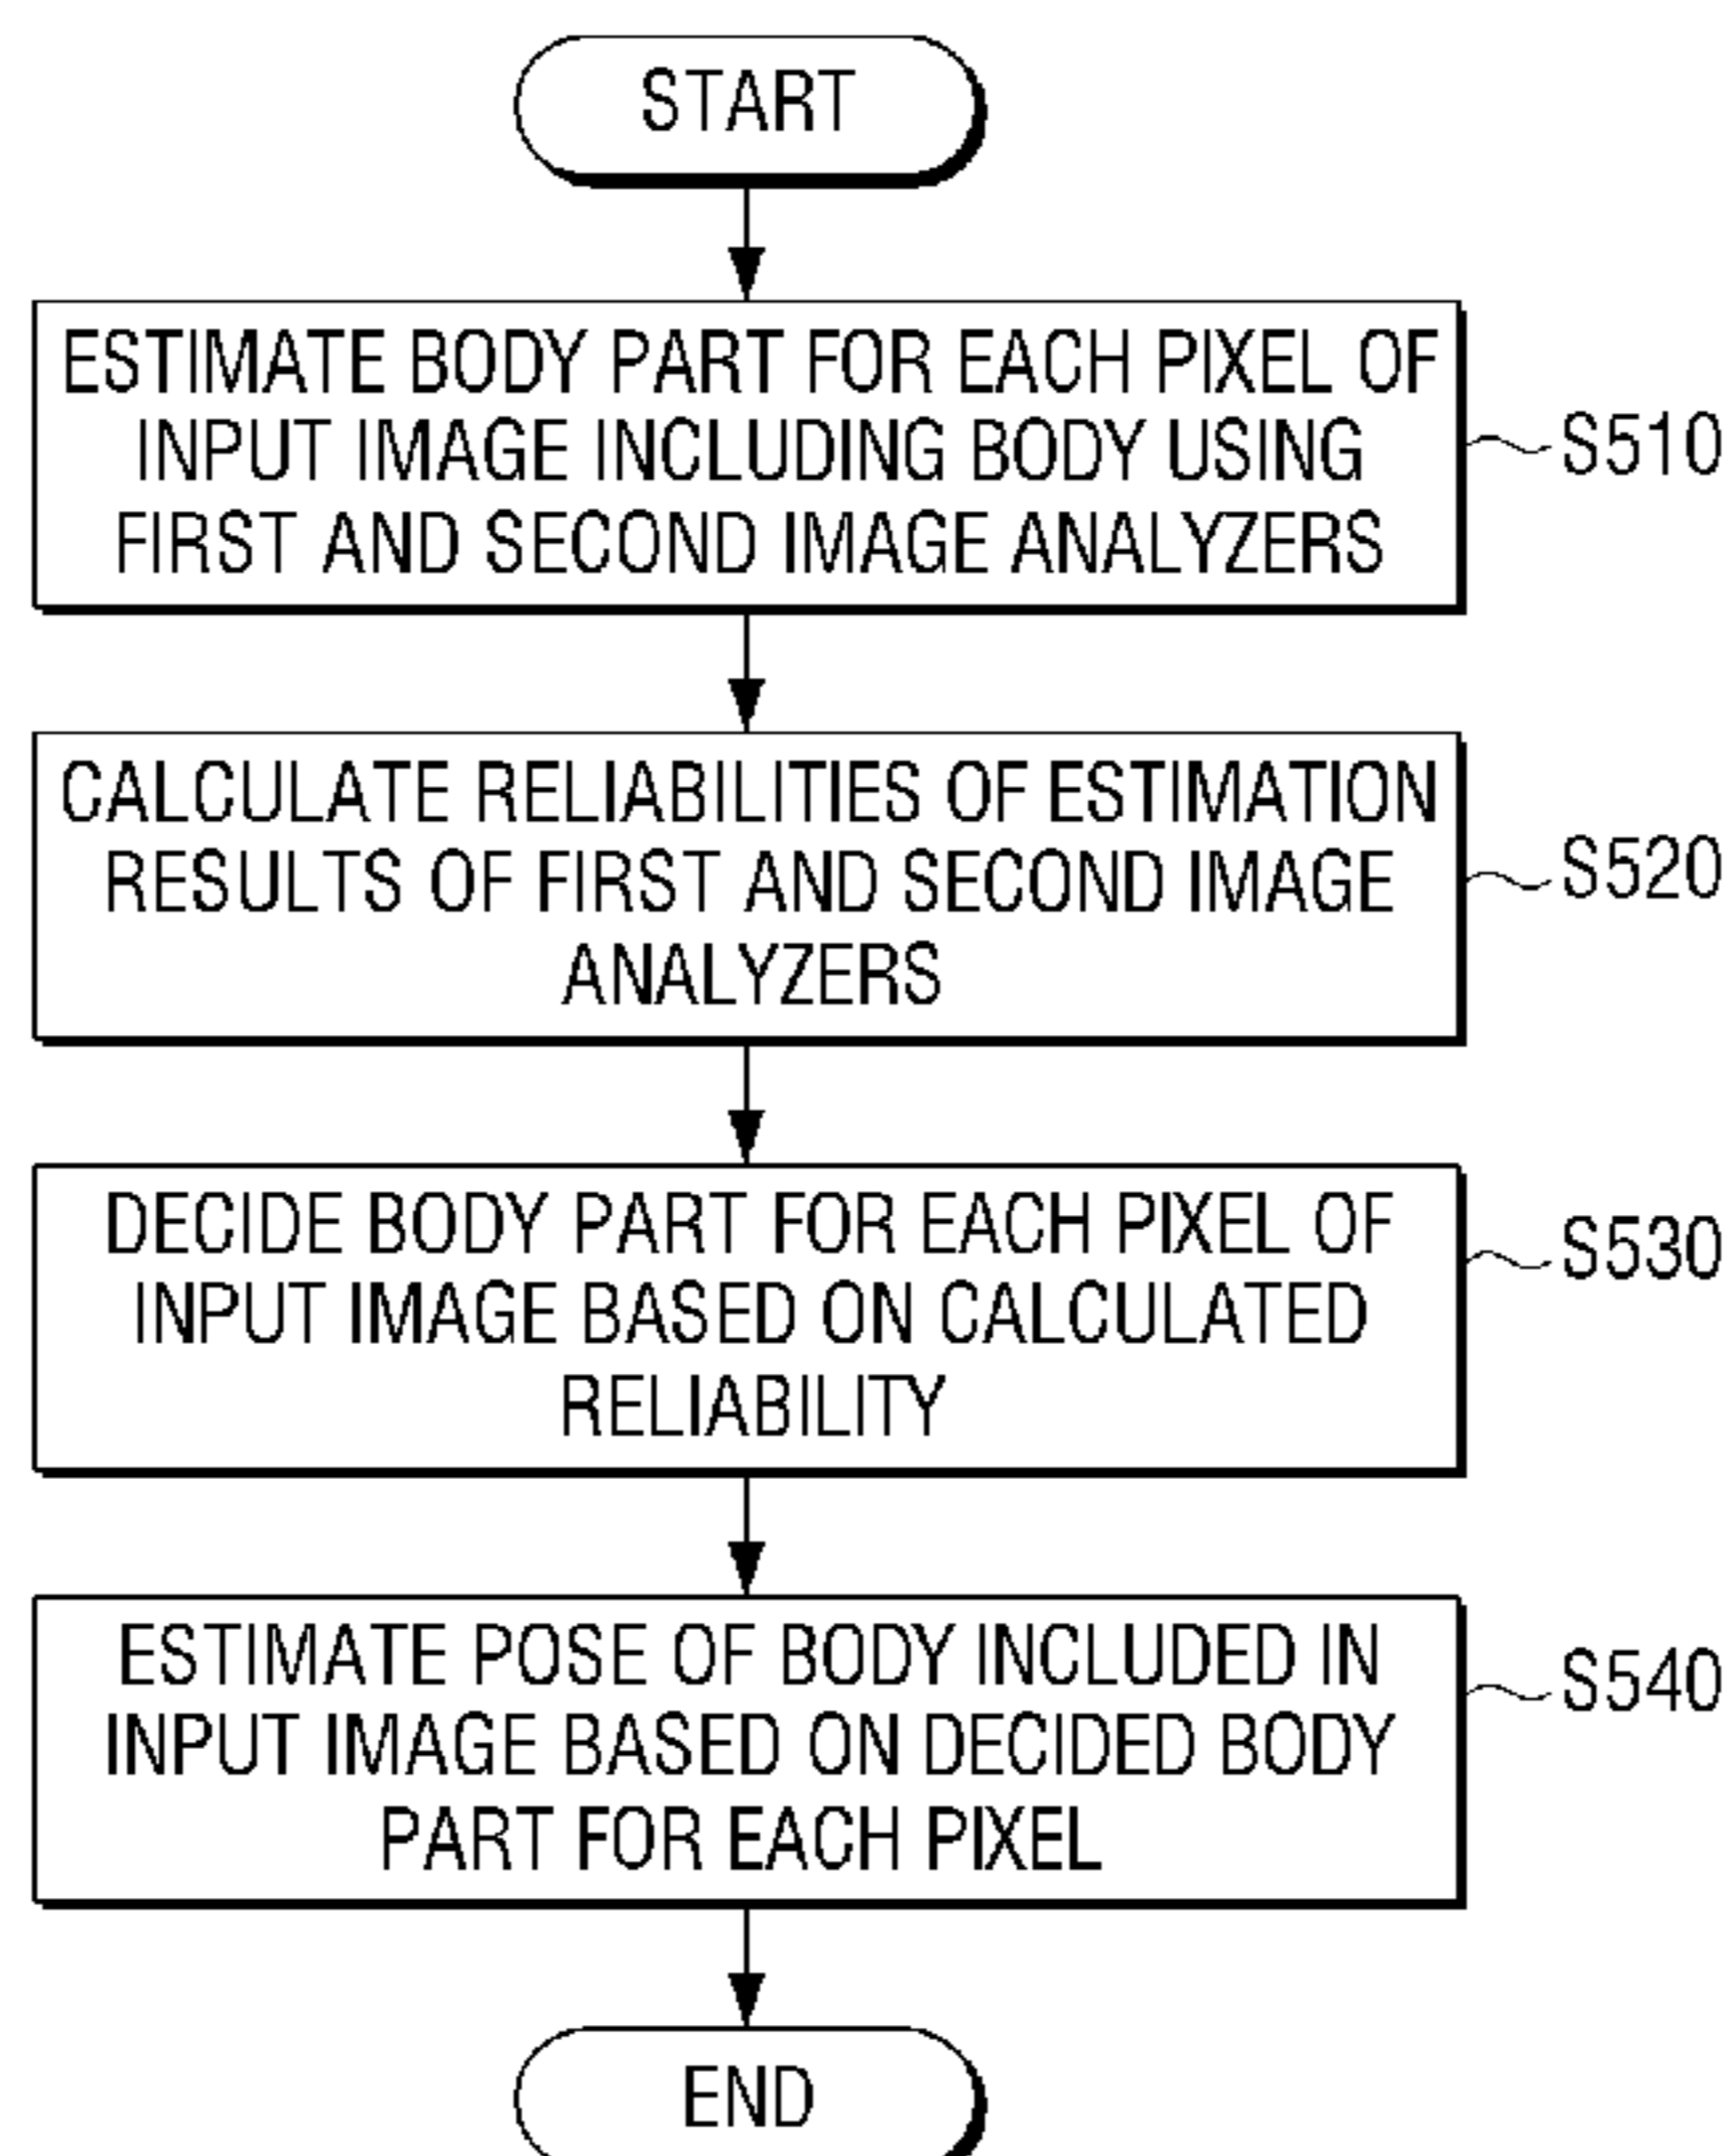 START
ESTIMATE BODY PART FOR EACH PIXEL OF
INPUT IMAGE INCLUDING BODY USING
FIRST AND SECOND IMAGE ANALYZERS
S510
CALCULATE RELIABILITIES OF ESTIMATION
RESULTS OF FIRST AND SECOND IMAGE
ANALYZERS
S520
DECIDE BODY PART FOR EACH PIXEL OF
INPUT IMAGE BASED ON CALCULATED
RELIABILITY
S530
ESTIMATE POSE OF BODY INCLUDED IN
INPUT IMAGE BASED ON DECIDED BODY
PART FOR EACH PIXEL
S540
END